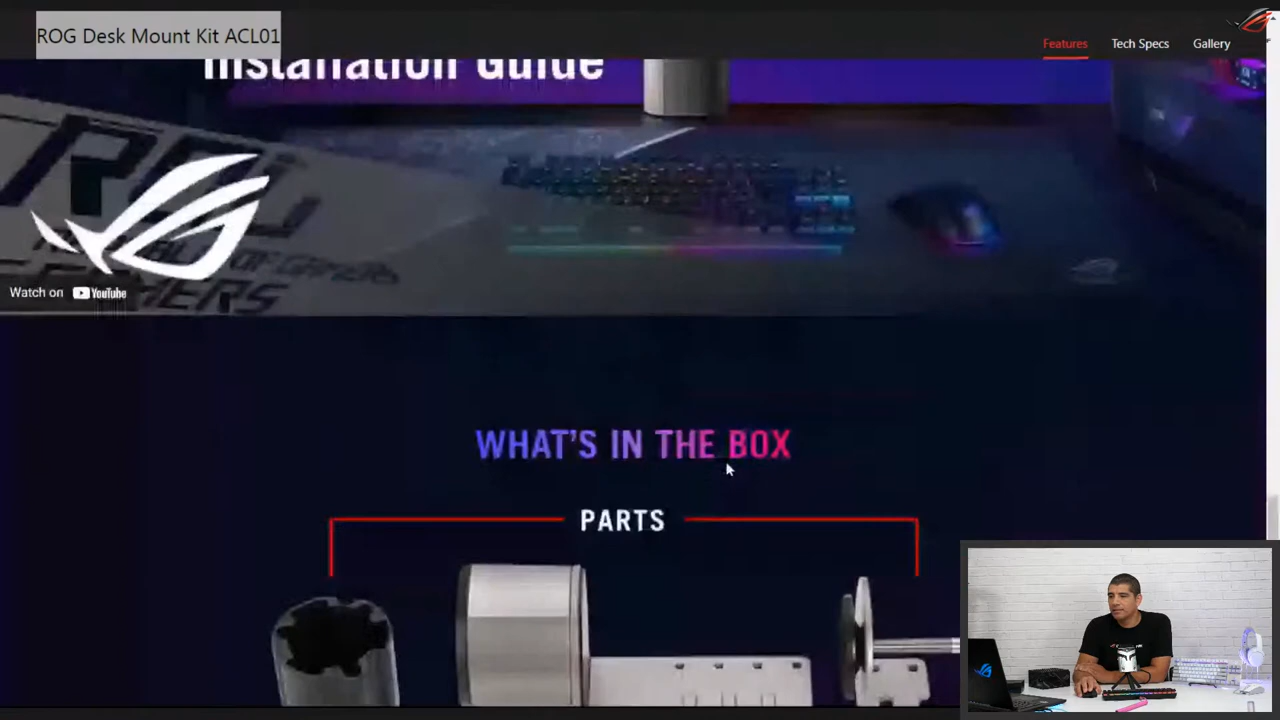 ROG Desk Mount Kit ACL01
Features
Tech Specs
Gallery
Installation Guide
Watch on YouTube
WHAT'S IN THE BOX
PARTS